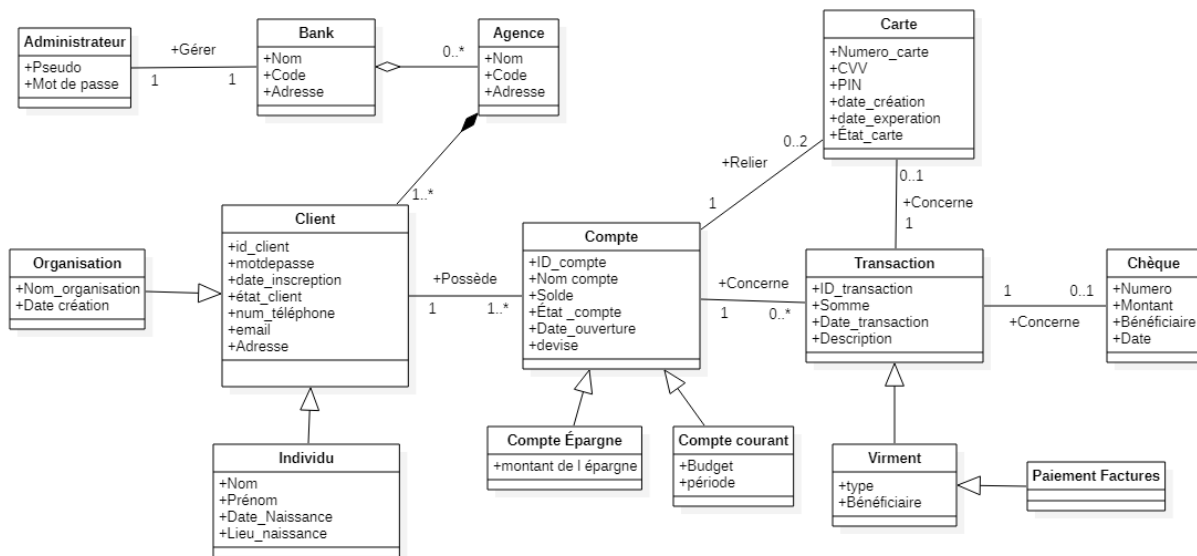 Administrateur
+Pseudo
+Mot de passe
+Gérer
1
1
Bank
+Nom
+Code
+Adresse
0..*
Agence
+Nom
+Code
+Adresse
Carte
+Numero_carte
+CVV
+PIN
+date_création
+date_experation
+État_carte
0..2
+Relier
1
0..1
+Concerne
1
1..*
Client
+id_client
+motdepasse
+date_inscreption
+état_client
+num_téléphone
+email
+Adresse
Organisation
+Nom_organisation
+Date création
+Possède
1
1..*
Compte
+ID_compte
+Nom compte
+Solde
+État _compte
+Date_ouverture
+devise
+Concerne
1
0..*
Transaction
+ID_transaction
+Somme
+Date_transaction
+Description
1
0..1
+Concerne
Chèque
+Numero
+Montant
+Bénéficiaire
+Date
Individu
+Nom
+Prénom
+Date_Naissance
+Lieu_naissance
Compte Épargne
+montant de l épargne
Compte courant
+Budget
+période
Virment
+type
+Bénéficiaire
Paiement Factures